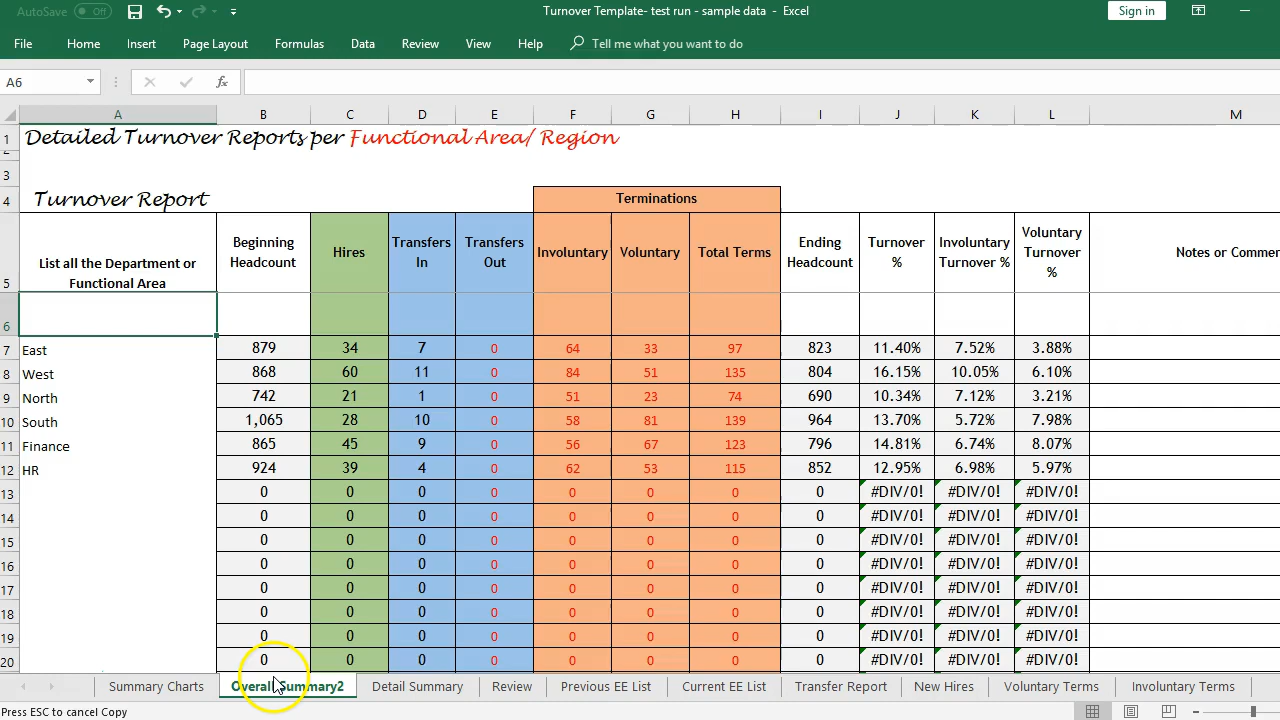 AutoSave Off Turnover Template- test run - sample data - Excel Sign in
File Home Insert Page Layout Formulas Data Review View Help Tell me what you want to do
A6 fx
A B C D E F G H I J K L M
1 Detailed Turnover Reports per Functional Area/ Region
2
3
4 Turnover Report Terminations
5 List all the Department or Functional Area Beginning Headcount Hires Transfers In Transfers Out Involuntary Voluntary Total Terms Ending Headcount Turnover % Involuntary Turnover % Voluntary Turnover % Notes or
6
7 East 879 34 7 0 64 33 97 823 11.40% 7.52% 3.88%
8 West 868 60 11 0 84 51 135 804 16.15% 10.05% 6.10%
9 North 742 21 1 0 51 23 74 690 10.34% 7.12% 3.21%
10 South 1,065 28 10 0 58 81 139 964 13.70% 5.72% 7.98%
11 Finance 865 45 9 0 56 67 123 796 14.81% 6.74% 8.07%
12 HR 924 39 4 0 62 53 115 852 12.95% 6.98% 5.97%
13 0 0 0 0 0 0 0 0 #DIV/0! #DIV/0! #DIV/0!
14 0 0 0 0 0 0 0 0 #DIV/0! #DIV/0! #DIV/0!
15 0 0 0 0 0 0 0 0 #DIV/0! #DIV/0! #DIV/0!
16 0 0 0 0 0 0 0 0 #DIV/0! #DIV/0! #DIV/0!
17 0 0 0 0 0 0 0 0 #DIV/0! #DIV/0! #DIV/0!
18 0 0 0 0 0 0 0 0 #DIV/0! #DIV/0! #DIV/0!
19 0 0 0 0 0 0 0 0 #DIV/0! #DIV/0! #DIV/0!
20 0 0 0 0 0 0 0 0 #DIV/0! #DIV/0! #DIV/0!
Summary Charts Overall Summary2 Detail Summary Review Previous EE List Current EE List Transfer Report New Hire Voluntary Terms Involuntary Terms
Press ESC to cancel Copy